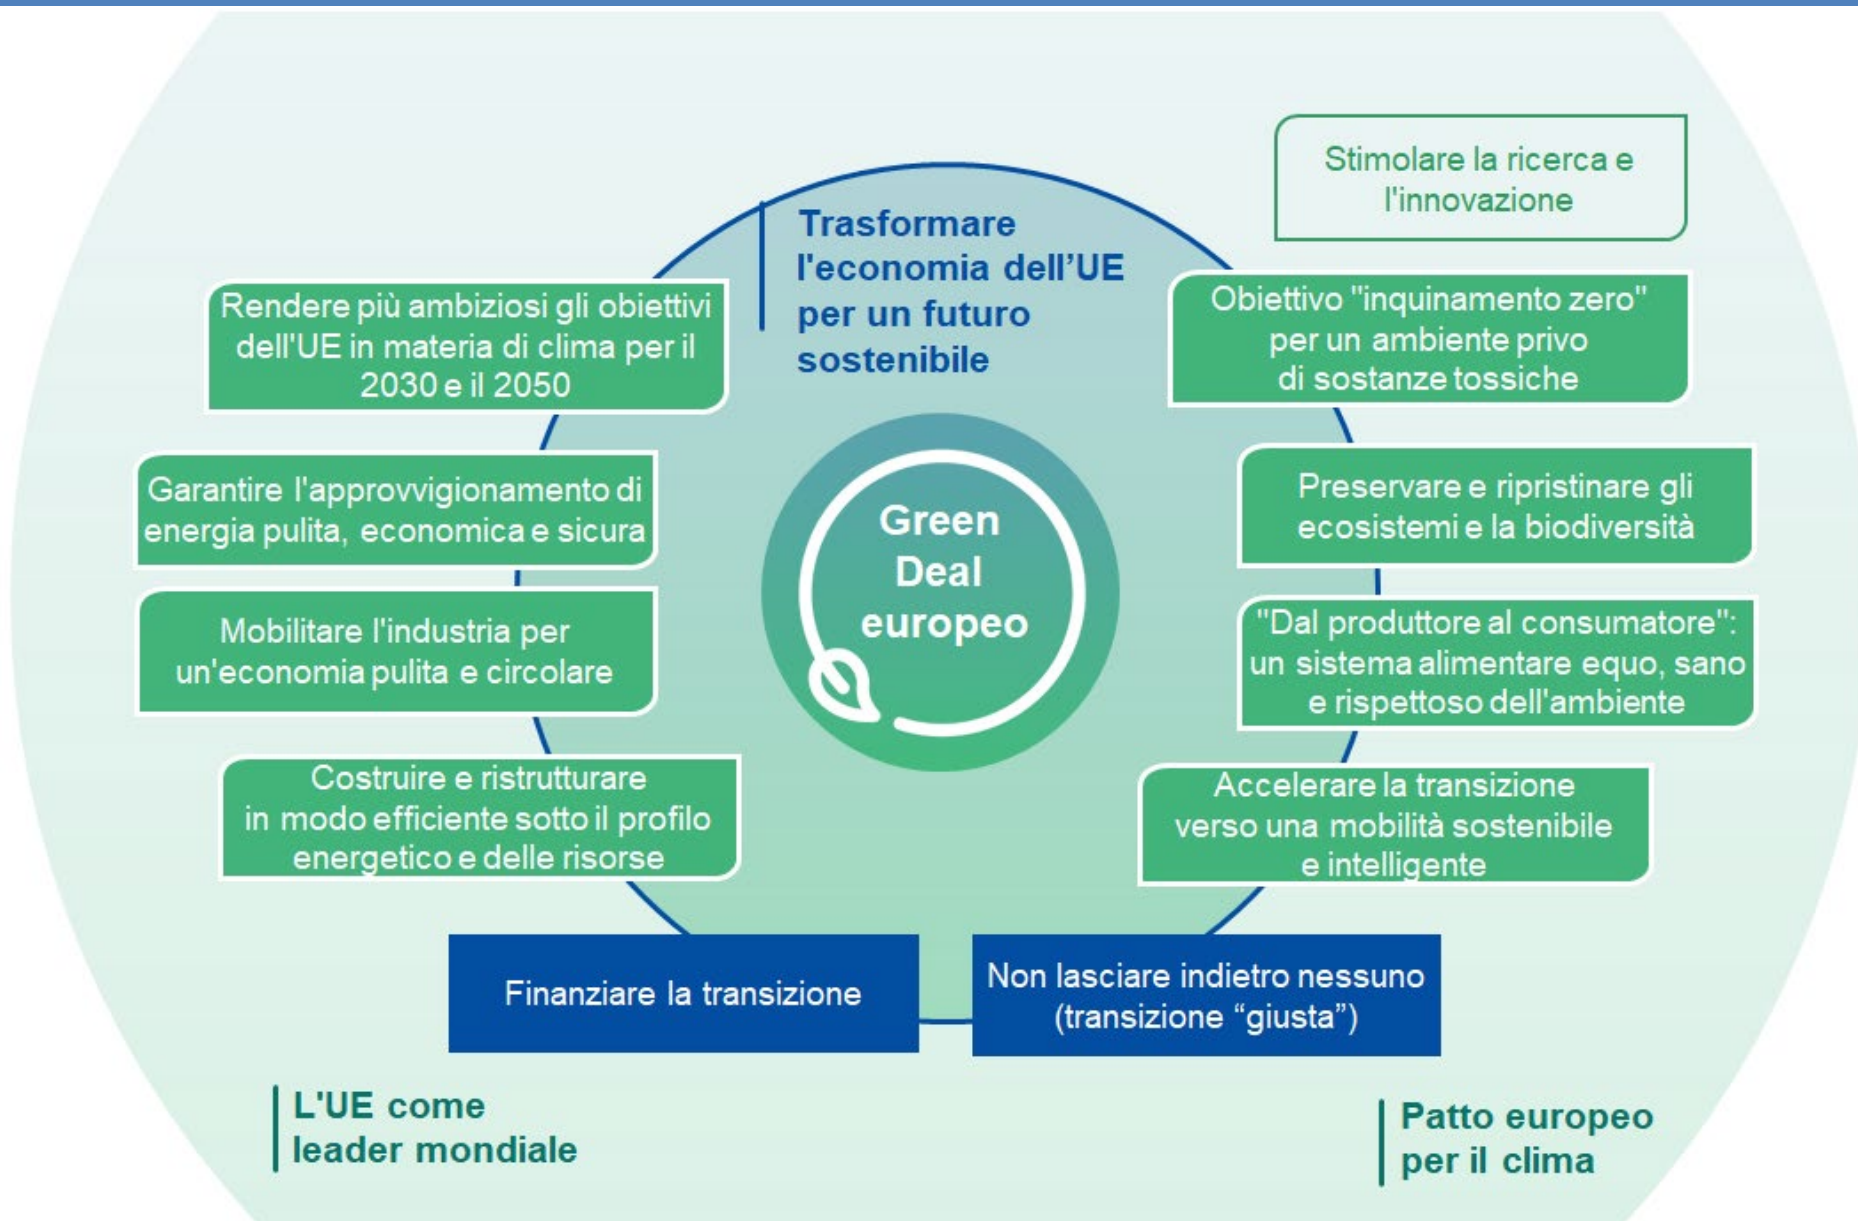 Stimolare la ricerca e
l'innovazione
Trasformare
l'economia dell’UE
per un futuro
sostenibile
Rendere più ambiziosi gli obiettivi
dell'UE in materia di clima per il
2030 e il 2050
Garantire l'approvvigionamento di
energia pulita, economica e sicura
Mobilitare l'industria per
un'economia pulita e circolare
Costruire e ristrutturare
in modo efficiente sotto il profilo
energetico e delle risorse
Green
Deal
europeo
Obiettivo "inquinamento zero"
per un ambiente privo
di sostanze tossiche
Preservare e ripristinare gli
ecosistemi e la biodiversità
"Dal produttore al consumatore":
un sistema alimentare equo, sano
e rispettoso dell'ambiente
Accelerare la transizione
verso una mobilità sostenibile
e intelligente
Finanziare la transizione
Non lasciare indietro nessuno
(transizione “giusta”)
L'UE come
leader mondiale
Patto europeo
per il clima